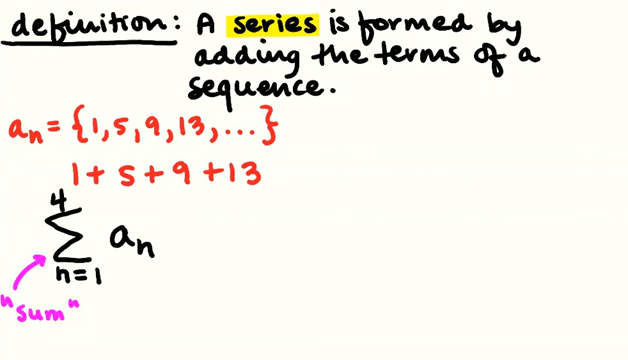 definition: A series is formed by
adding the terms of a
sequence.
aₙ = {1, 5, 9, 13, ...}
1 + 5 + 9 + 13
4
∑ aₙ
n=1
"sum"